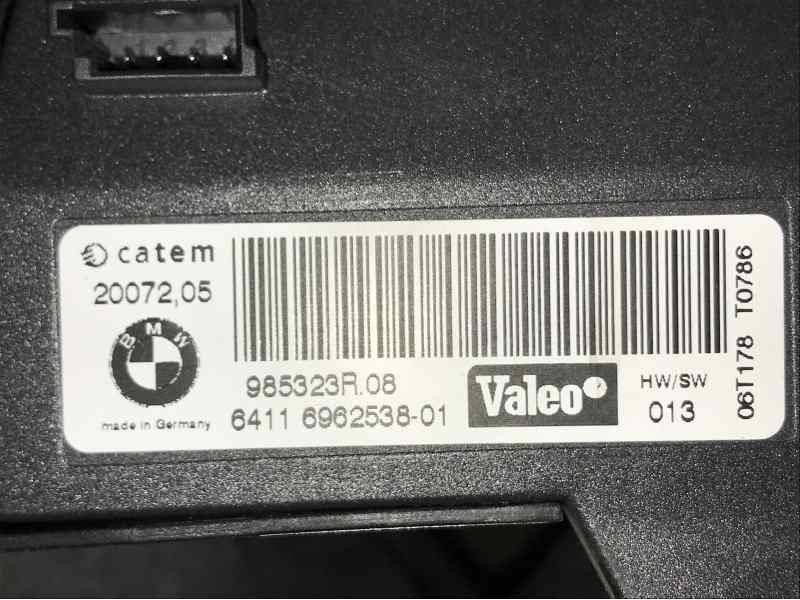 catem
20072,05
BMW
made in Germany
985323R.08
6411 6962538-01
Valeo
HW/SW
013
06T178 T0786